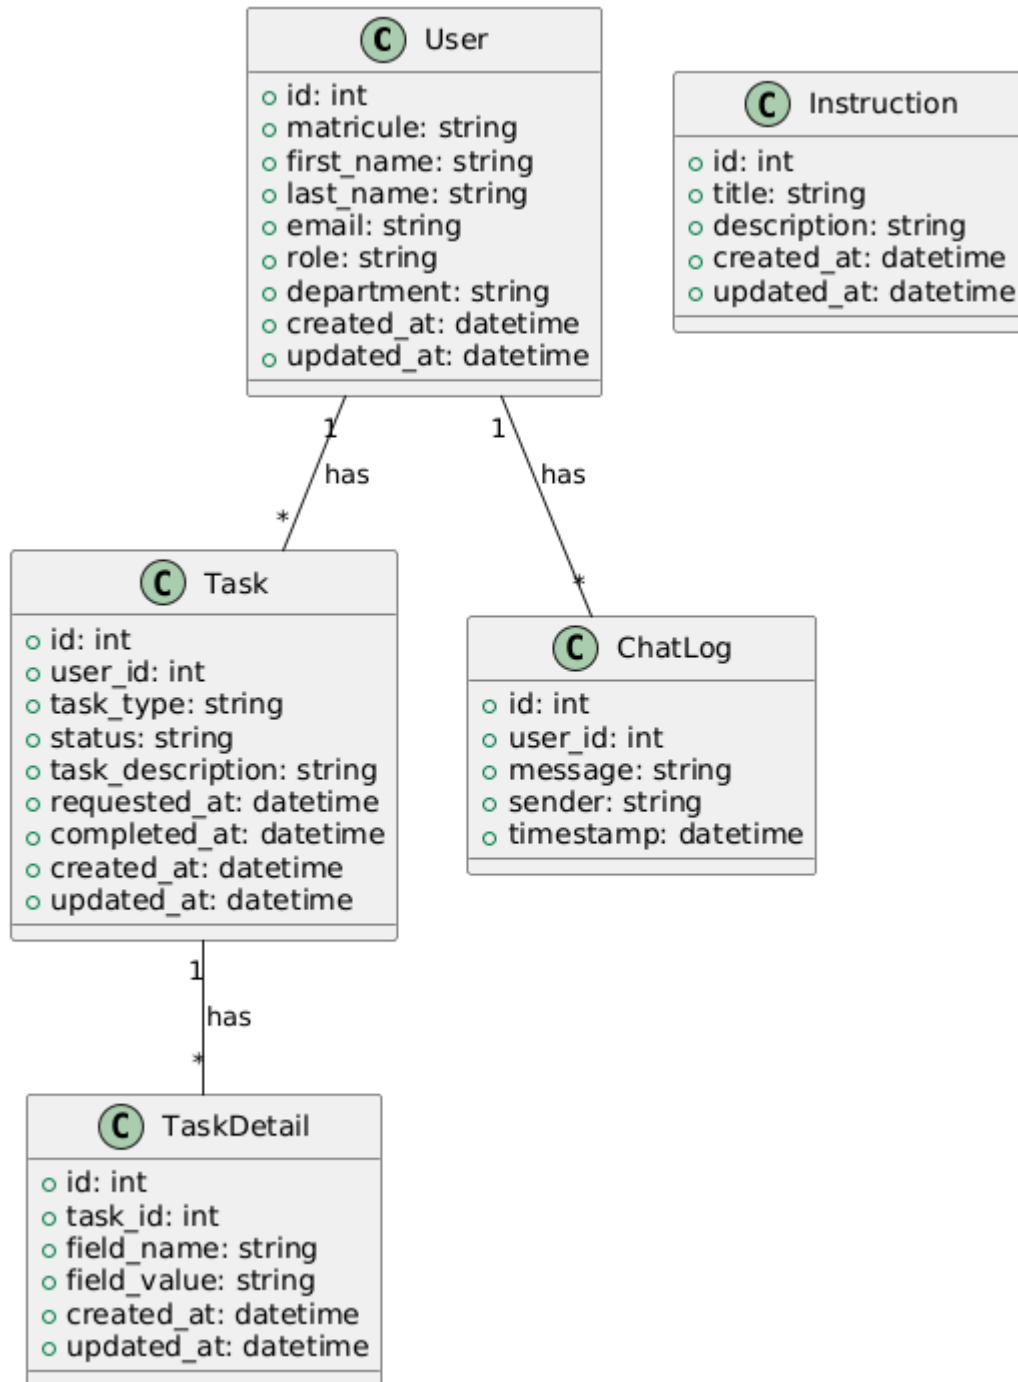 C User
id: int
matricule: string
first_name: string
last_name: string
email: string
role: string
department: string
created_at: datetime
updated_at: datetime
C Instruction
id: int
title: string
description: string
created_at: datetime
updated_at: datetime
1
has
*
1
has
*
C Task
id: int
user_id: int
task_type: string
status: string
task_description: string
requested_at: datetime
completed_at: datetime
created_at: datetime
updated_at: datetime
C ChatLog
id: int
user_id: int
message: string
sender: string
timestamp: datetime
1
has
*
C TaskDetail
id: int
task_id: int
field_name: string
field_value: string
created_at: datetime
updated_at: datetime